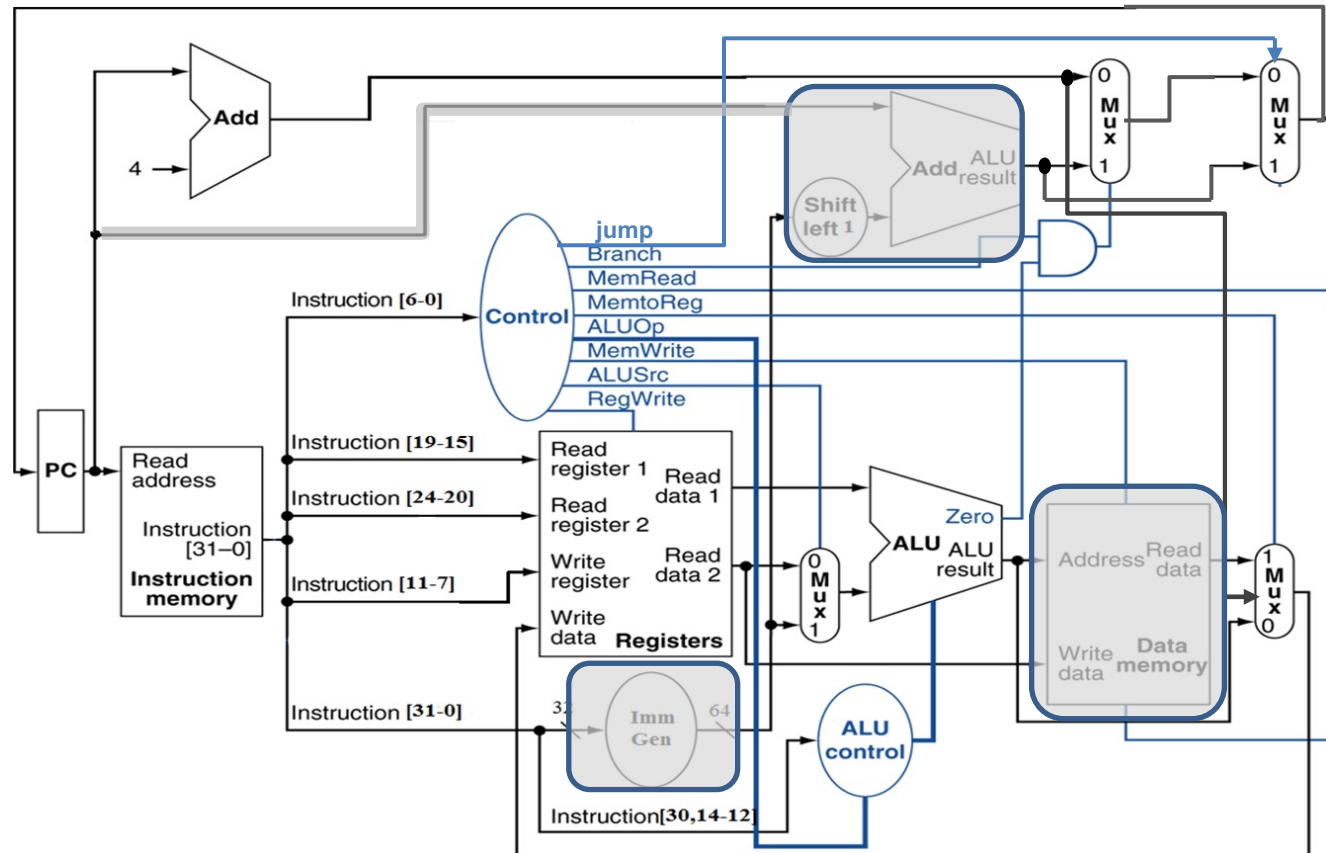 Add
4
0
Mux
1
0
Mux
1
Add
ALU
result
Shift
left 1
jump
Branch
MemRead
MemtoReg
ALUOp
MemWrite
ALUSrc
RegWrite
Control
Instruction [6-0]
Instruction [19-15]
Instruction [24-20]
Instruction [11-7]
Instruction [31-0]
PC
Read
address
Instruction
[31–0]
Instruction
memory
Read
register 1
Read
register 2
Write
register
Write
data
Read
data 1
Read
data 2
Registers
0
Mux
1
Zero
ALU
ALU
result
Address
Read
data
Write
data
Data
memory
1
Mux
0
32
Imm
Gen
64
ALU
control
Instruction[30,14-12]